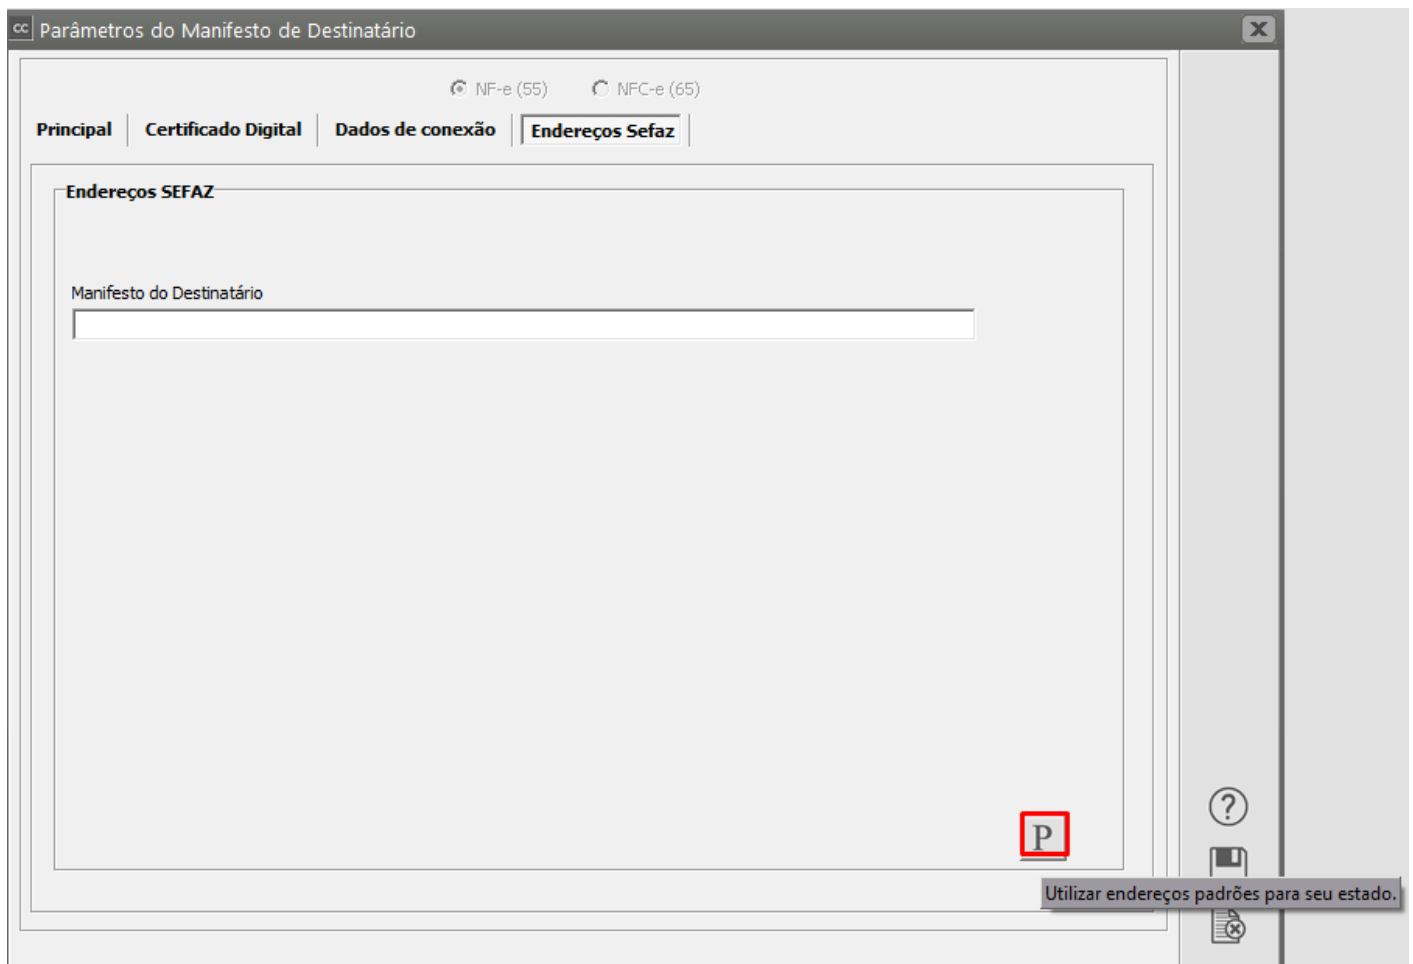 cc Parâmetros do Manifesto de Destinatário
NF-e (55) NFC-e (65)
Principal Certificado Digital Dados de conexão Endereços Sefaz
Endereços SEFAZ
Manifesto do Destinatário
?
P
Utilizar endereços padrões para seu estado.